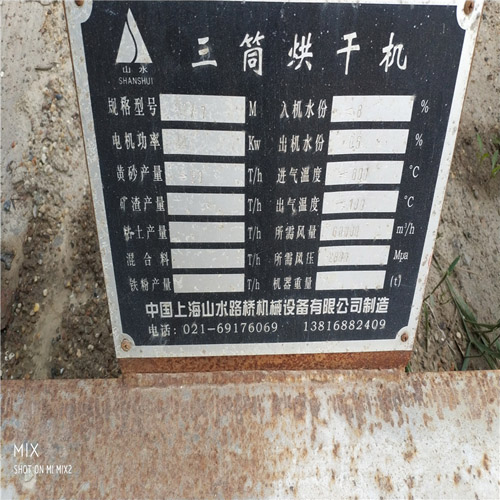 山水
SHANSHUI
三筒烘干机
规格型号 M 入机水份 %
电机功率 Kw 出机水份 %
黄砂产量 T/h 进气温度 °C
矿渣产量 T/h 出气温度 °C
粘土产量 T/h 所需风量 m³/h
混合料 T/h 所需风压 Mpa
铁粉产量 T/h 机器重量 (t)
中国上海山水路桥机械设备有限公司制造
电话: 021-69176069 13816882409
MIX
SHOT ON MI MIX2